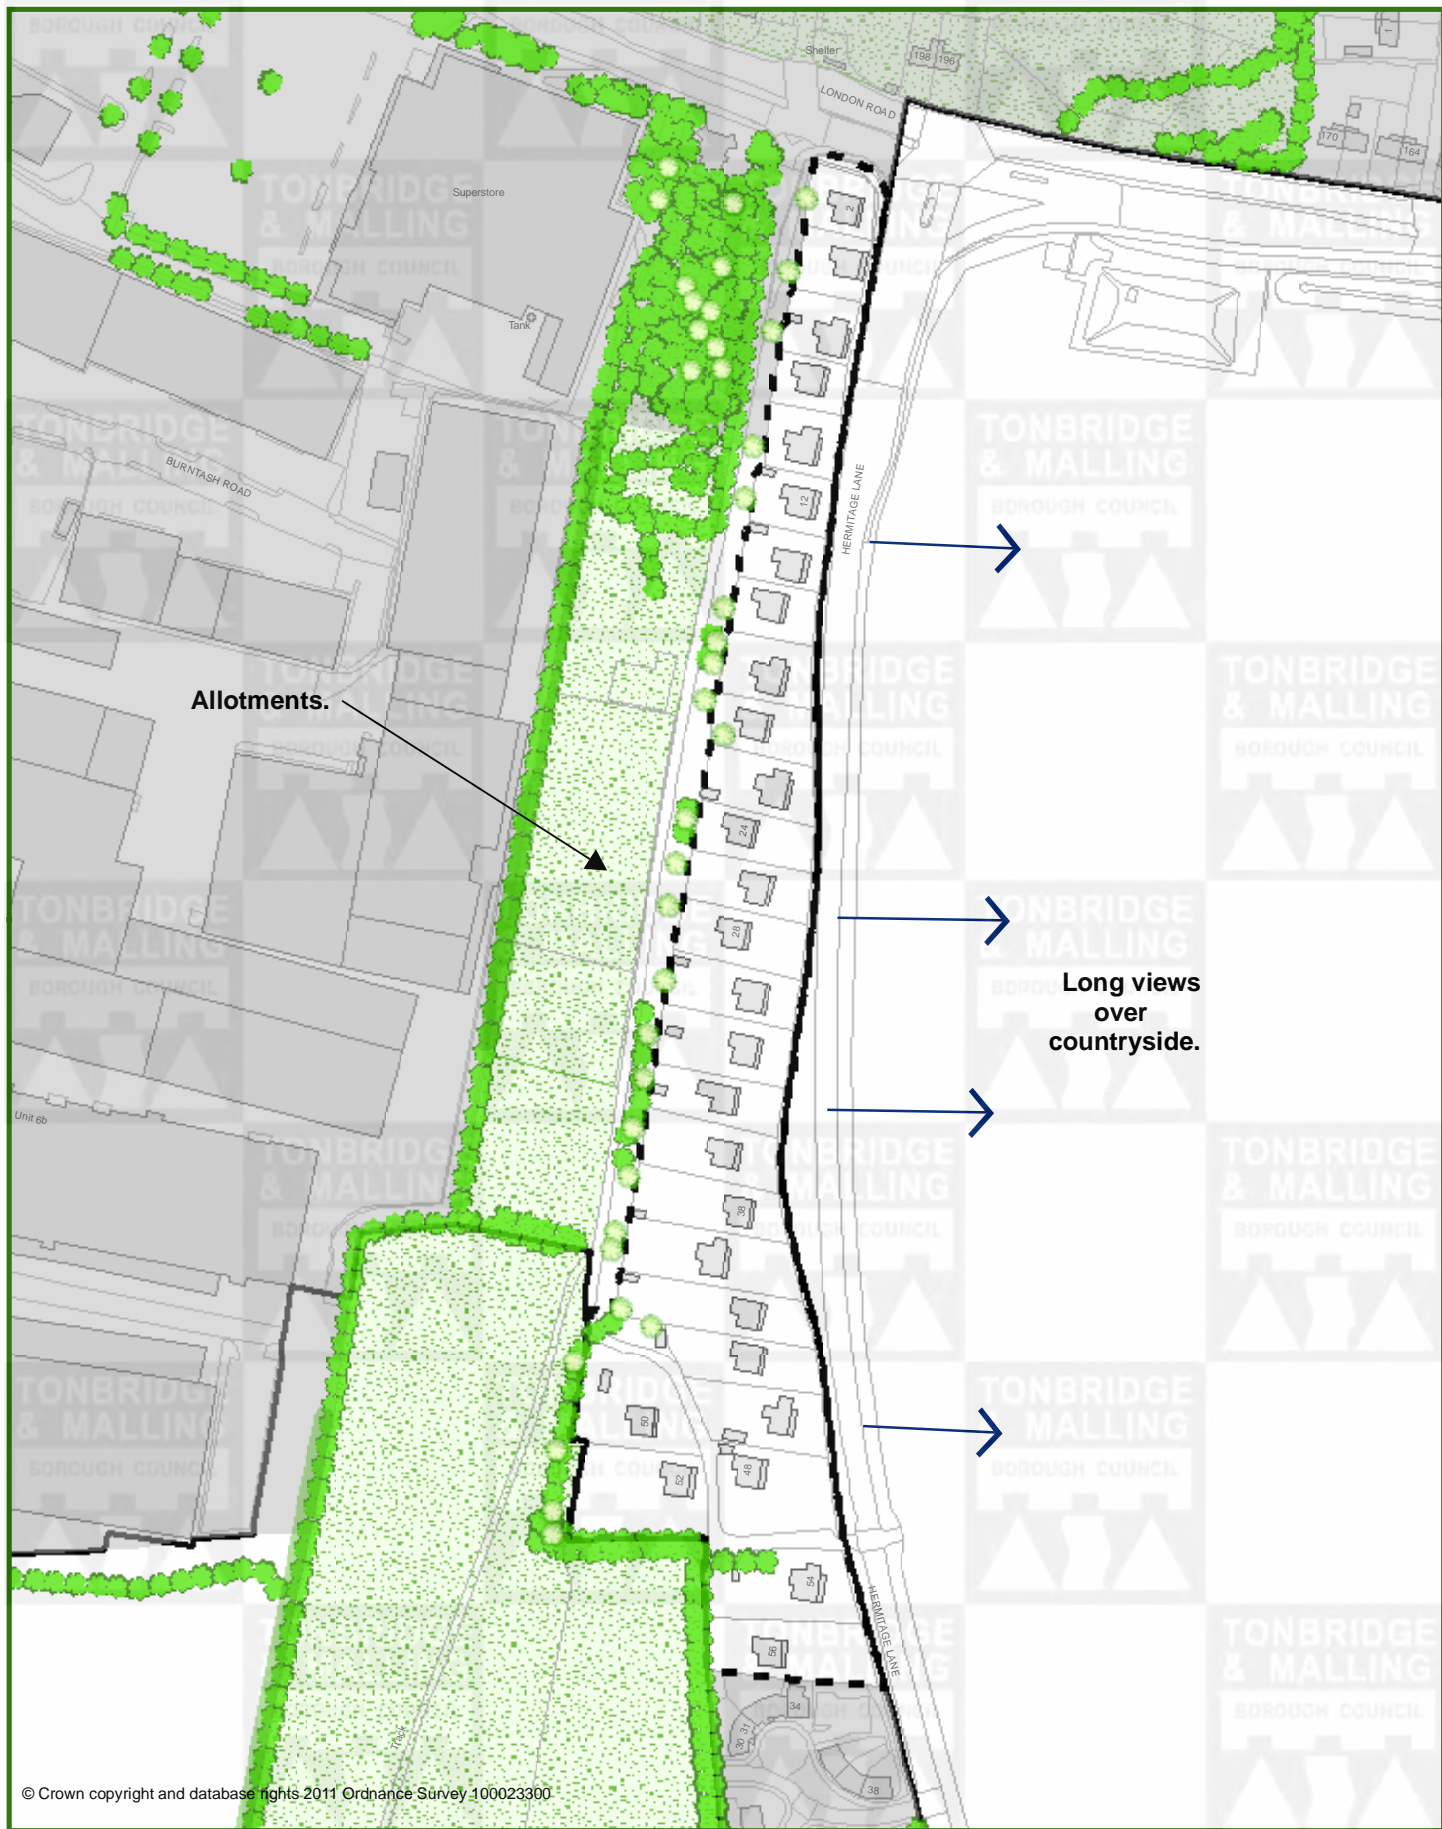 Shelter
198
196
LONDON ROAD
1
170
164
Superstore
2
Tank
BURNTASH ROAD
12
HERMITAGE LANE
Allotments.
24
28
Long views
over
countryside.
Unit 6b
38
50
52
48
54
HERMITAGE LANE
56
34
31
30
38
Track
© Crown copyright and database rights 2011 Ordnance Survey 100023300
TONBRIDGE
& MALLING
BOROUGH COUNCIL